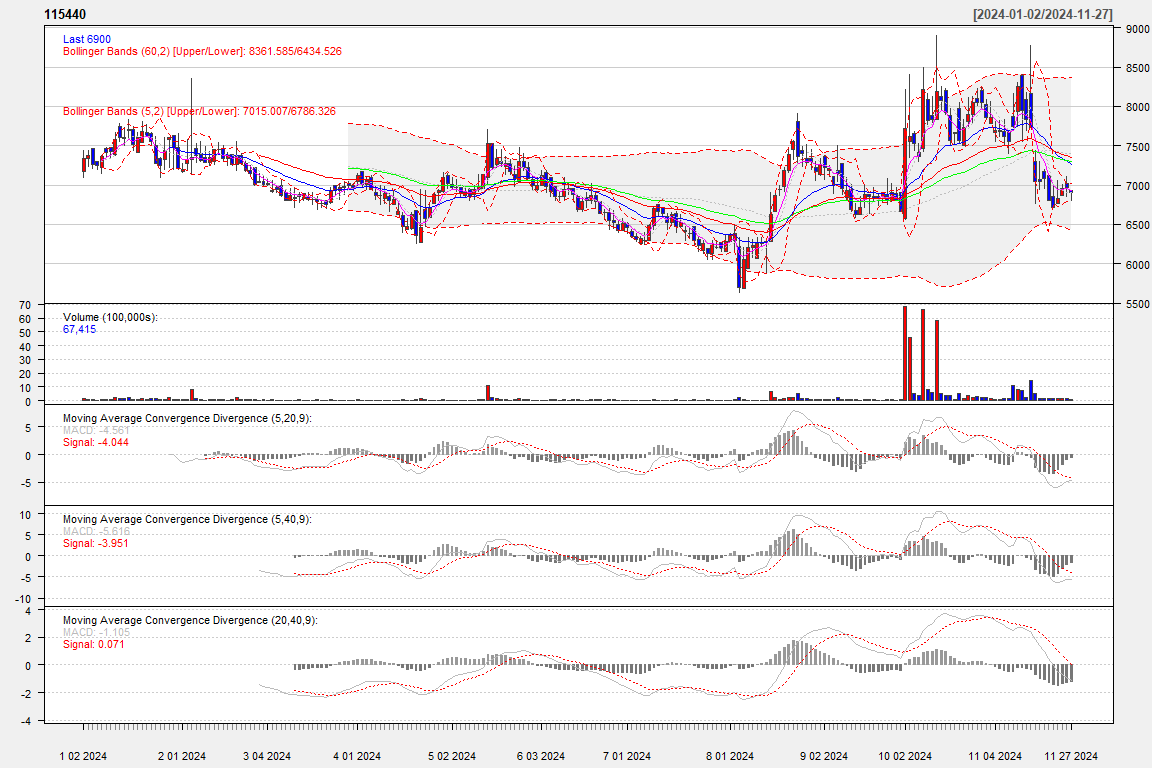 115440
[2024-01-02/2024-11-27]
Last 6900
Bollinger Bands (60,2) [Upper/Lower]: 8361.585/6434.526
Bollinger Bands (5,2) [Upper/Lower]: 7015.007/6786.326
9000
8500
8000
7500
7000
6500
6000
5500
Volume (100,000s):
67,415
70
60
50
40
30
20
10
0
Moving Average Convergence Divergence (5,20,9):
MACD: -4.561
Signal: -4.044
5
0
-5
Moving Average Convergence Divergence (5,40,9):
MACD: -5.616
Signal: -3.951
10
5
0
-5
-10
Moving Average Convergence Divergence (20,40,9):
MACD: -1.105
Signal: 0.071
4
2
0
-2
-4
1 02 2024
2 01 2024
3 04 2024
4 01 2024
5 02 2024
6 03 2024
7 01 2024
8 01 2024
9 02 2024
10 02 2024
11 04 2024
11 27 2024